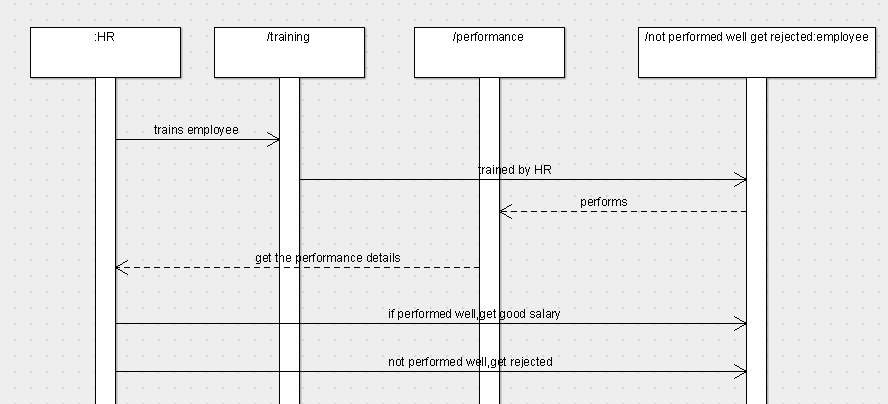 :HR
/training
/performance
/not performed well get rejected:employee
trains employee
trained by HR
performs
get the performance details
if performed well,get good salary
not performed well,get rejected